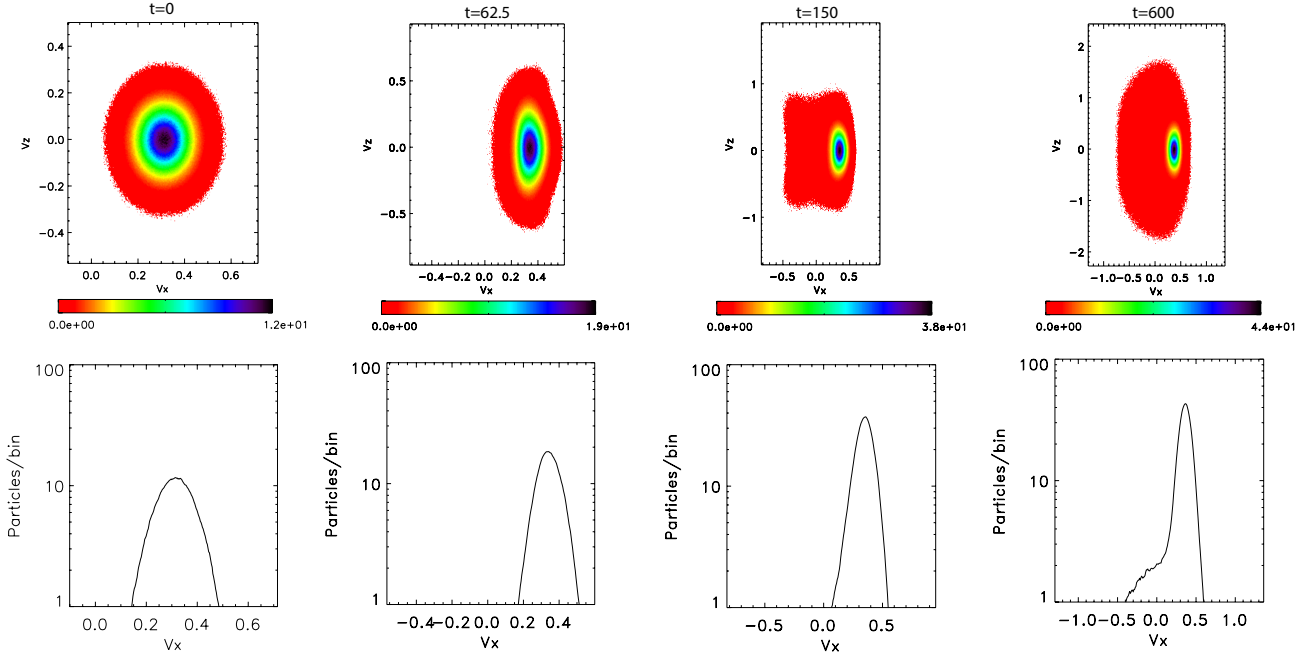 t=0
t=62.5
t=150
t=600
0.4
0.2
0.0
−0.2
−0.4
Vz
0.0 0.2 0.4 0.6
Vx
0.5
0.0
−0.5
Vz
−0.4−0.2 0.0 0.2 0.4
Vx
1
0
−1
Vz
−0.5 0.0 0.5
Vx
2
1
0
−1
−2
Vz
−1.0−0.5 0.0 0.5 1.0
Vx
0.0e+00 1.2e+01
0.0e+00 1.9e+01
0.0e+00 3.8e+01
0.0e+00 4.4e+01
100
10
1
Particles/bin
0.0 0.2 0.4 0.6
Vx
100
10
1
Particles/bin
−0.4−0.2 0.0 0.2 0.4
Vx
100
10
1
Particles/bin
−0.5 0.0 0.5
Vx
100
10
1
Particles/bin
−1.0−0.5 0.0 0.5 1.0
Vx